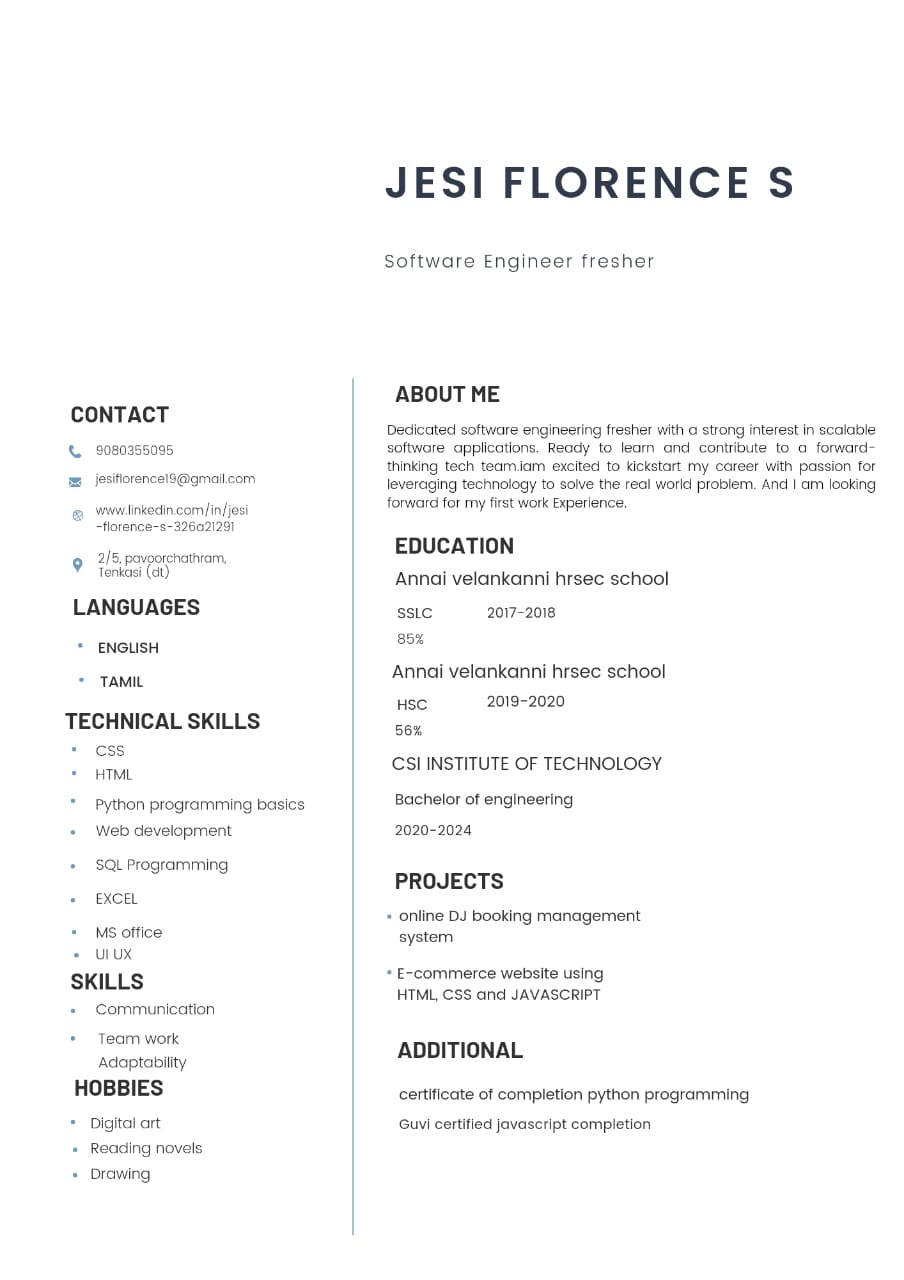 JESI FLORENCE S
Software Engineer fresher
CONTACT
9080355095
jesiflorence19@gmail.com
www.linkedin.com/in/jesi
-florence-s-326a21291
2/5, pavoorchathram,
Tenkasi (dt)
LANGUAGES
• ENGLISH
• TAMIL
TECHNICAL SKILLS
• CSS
• HTML
• Python programming basics
• Web development
• SQL Programming
• EXCEL
• MS office
• UI UX
SKILLS
• Communication
• Team work
Adaptability
HOBBIES
• Digital art
• Reading novels
• Drawing
ABOUT ME
Dedicated software engineering fresher with a strong interest in scalable
software applications. Ready to learn and contribute to a forward-
thinking tech team.iam excited to kickstart my career with passion for
leveraging technology to solve the real world problem. And I am looking
forward for my first work Experience.
EDUCATION
Annai velankanni hrsec school
SSLC 2017-2018
85%
Annai velankanni hrsec school
HSC 2019-2020
56%
CSI INSTITUTE OF TECHNOLOGY
Bachelor of engineering
2020-2024
PROJECTS
• online DJ booking management
system
• E-commerce website using
HTML, CSS and JAVASCRIPT
ADDITIONAL
certificate of completion python programming
Guvi certified javascript completion